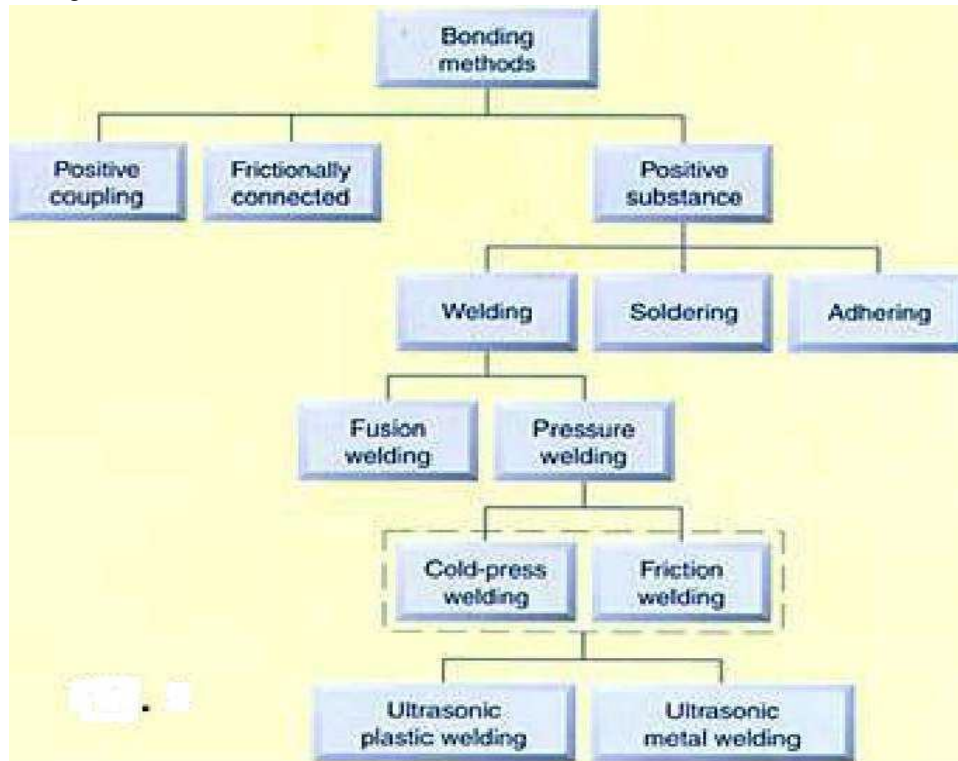 Bonding
methods
Positive
coupling
Frictionally
connected
Positive
substance
Welding
Soldering
Adhering
Fusion
welding
Pressure
welding
Cold-press
welding
Friction
welding
Ultrasonic
plastic welding
Ultrasonic
metal welding